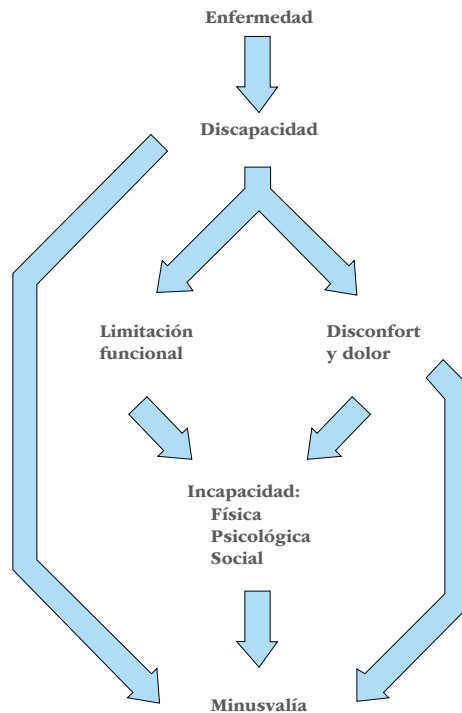 Enfermedad
Discapacidad
Limitación
funcional
Disconfort
y dolor
Incapacidad:
Física
Psicológica
Social
Minusvalía